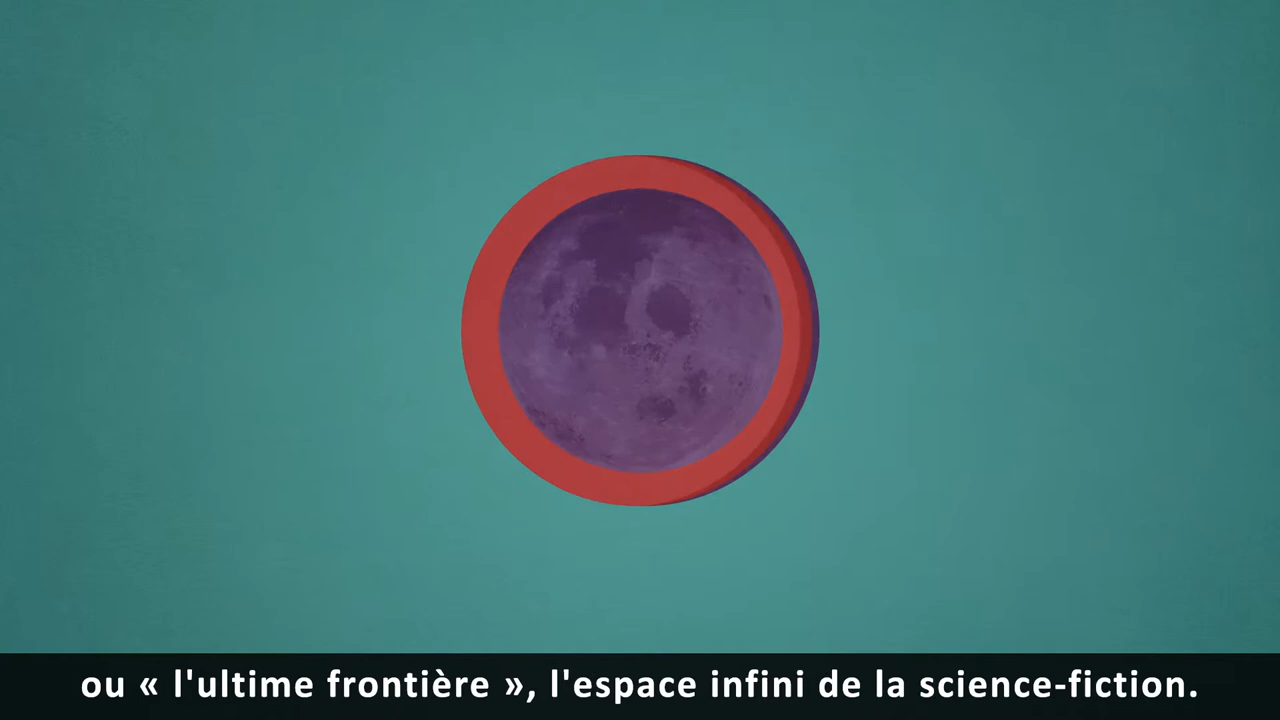 ou « l'ultime frontière », l'espace infini de la science-fiction.